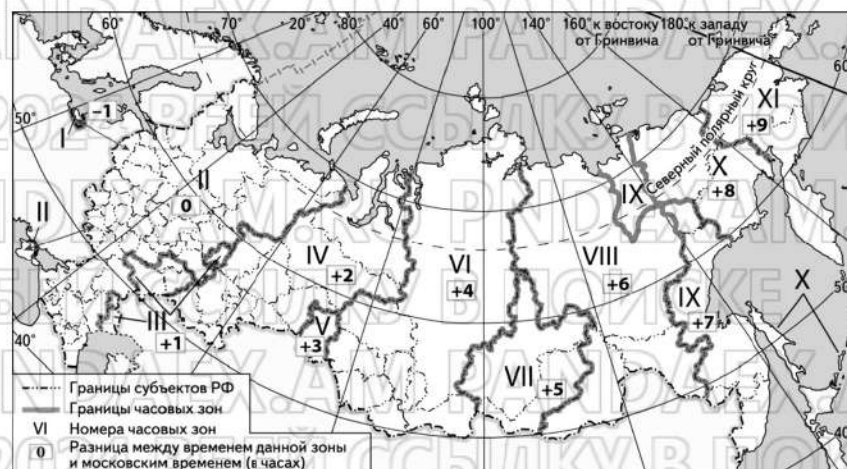 60° 70° 20° 80° 40° 60° 100° 140° 160° к востоку 180° к западу
от Гринвича от Гринвича
60
50°
I
-1
II
0
II
III
+1
40°
IV
+2
V
+3
VI
+4
VII
+5
VIII
+6
IX
IX
+7
Северный полярный круг
X
+8
XI
+9
X
50
40
Границы субъектов РФ
Границы часовых зон
VI Номера часовых зон
0 Разница между временем данной зоны
и московским временем (в часах)